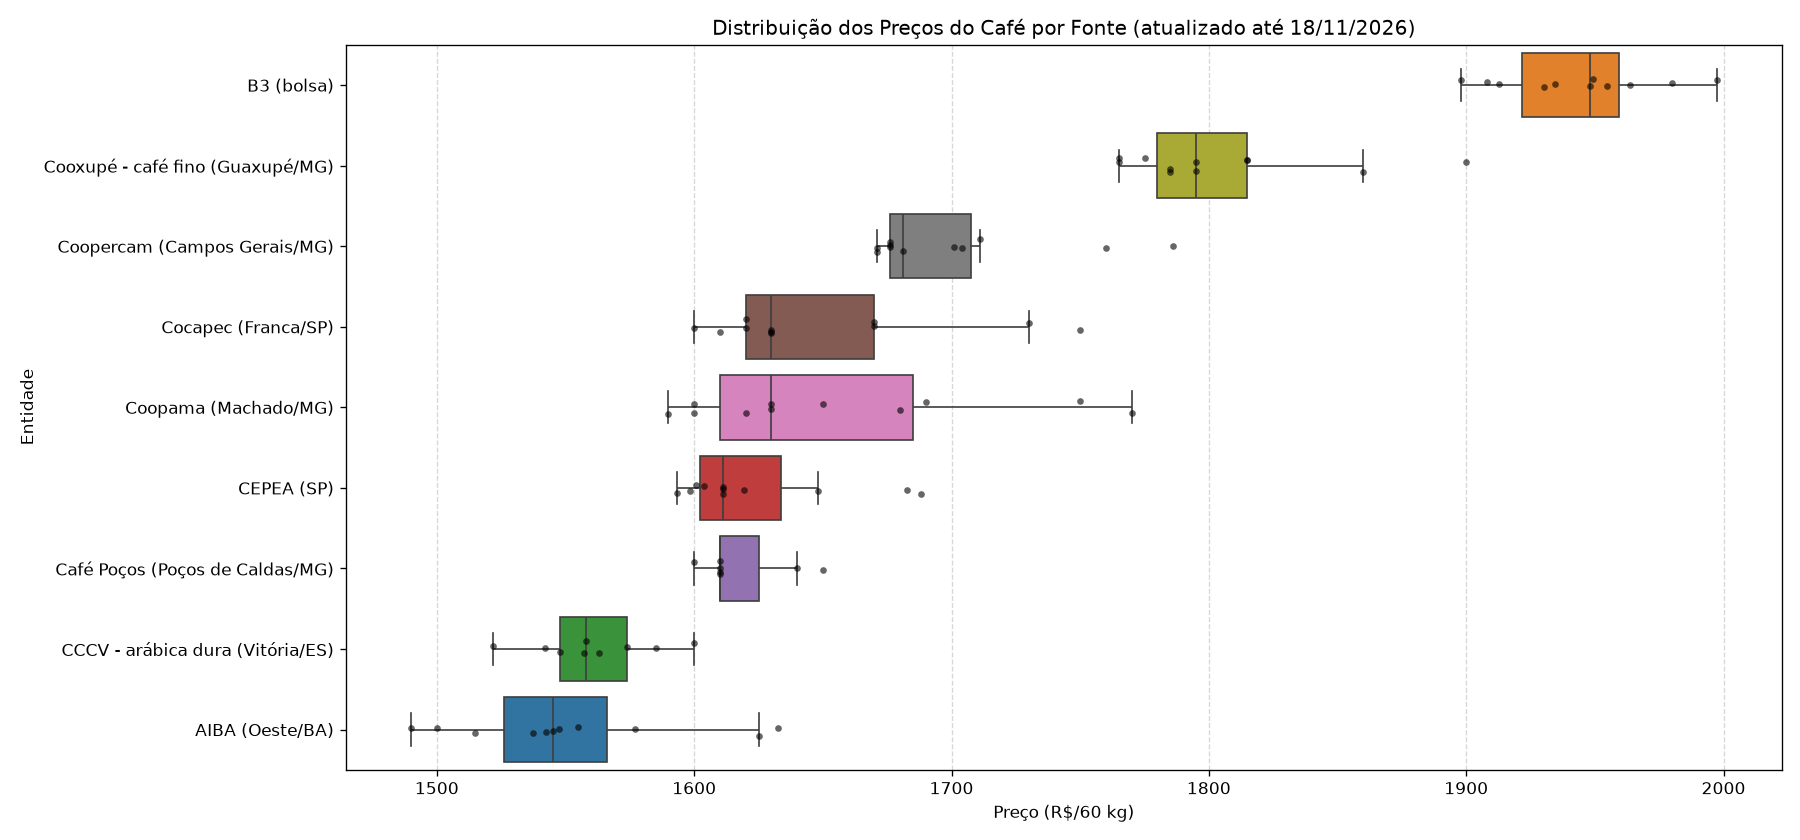 Distribuição dos Preços do Café por Fonte (atualizado até 18/11/2026)
B3 (bolsa)
Cooxupé - café fino (Guaxupé/MG)
Coopercam (Campos Gerais/MG)
Cocapec (Franca/SP)
Coopama (Machado/MG)
CEPEA (SP)
Café Poços (Poços de Caldas/MG)
CCCV - arábica dura (Vitória/ES)
AIBA (Oeste/BA)
Entidade
1500 1600 1700 1800 1900 2000
Preço (R$/60 kg)